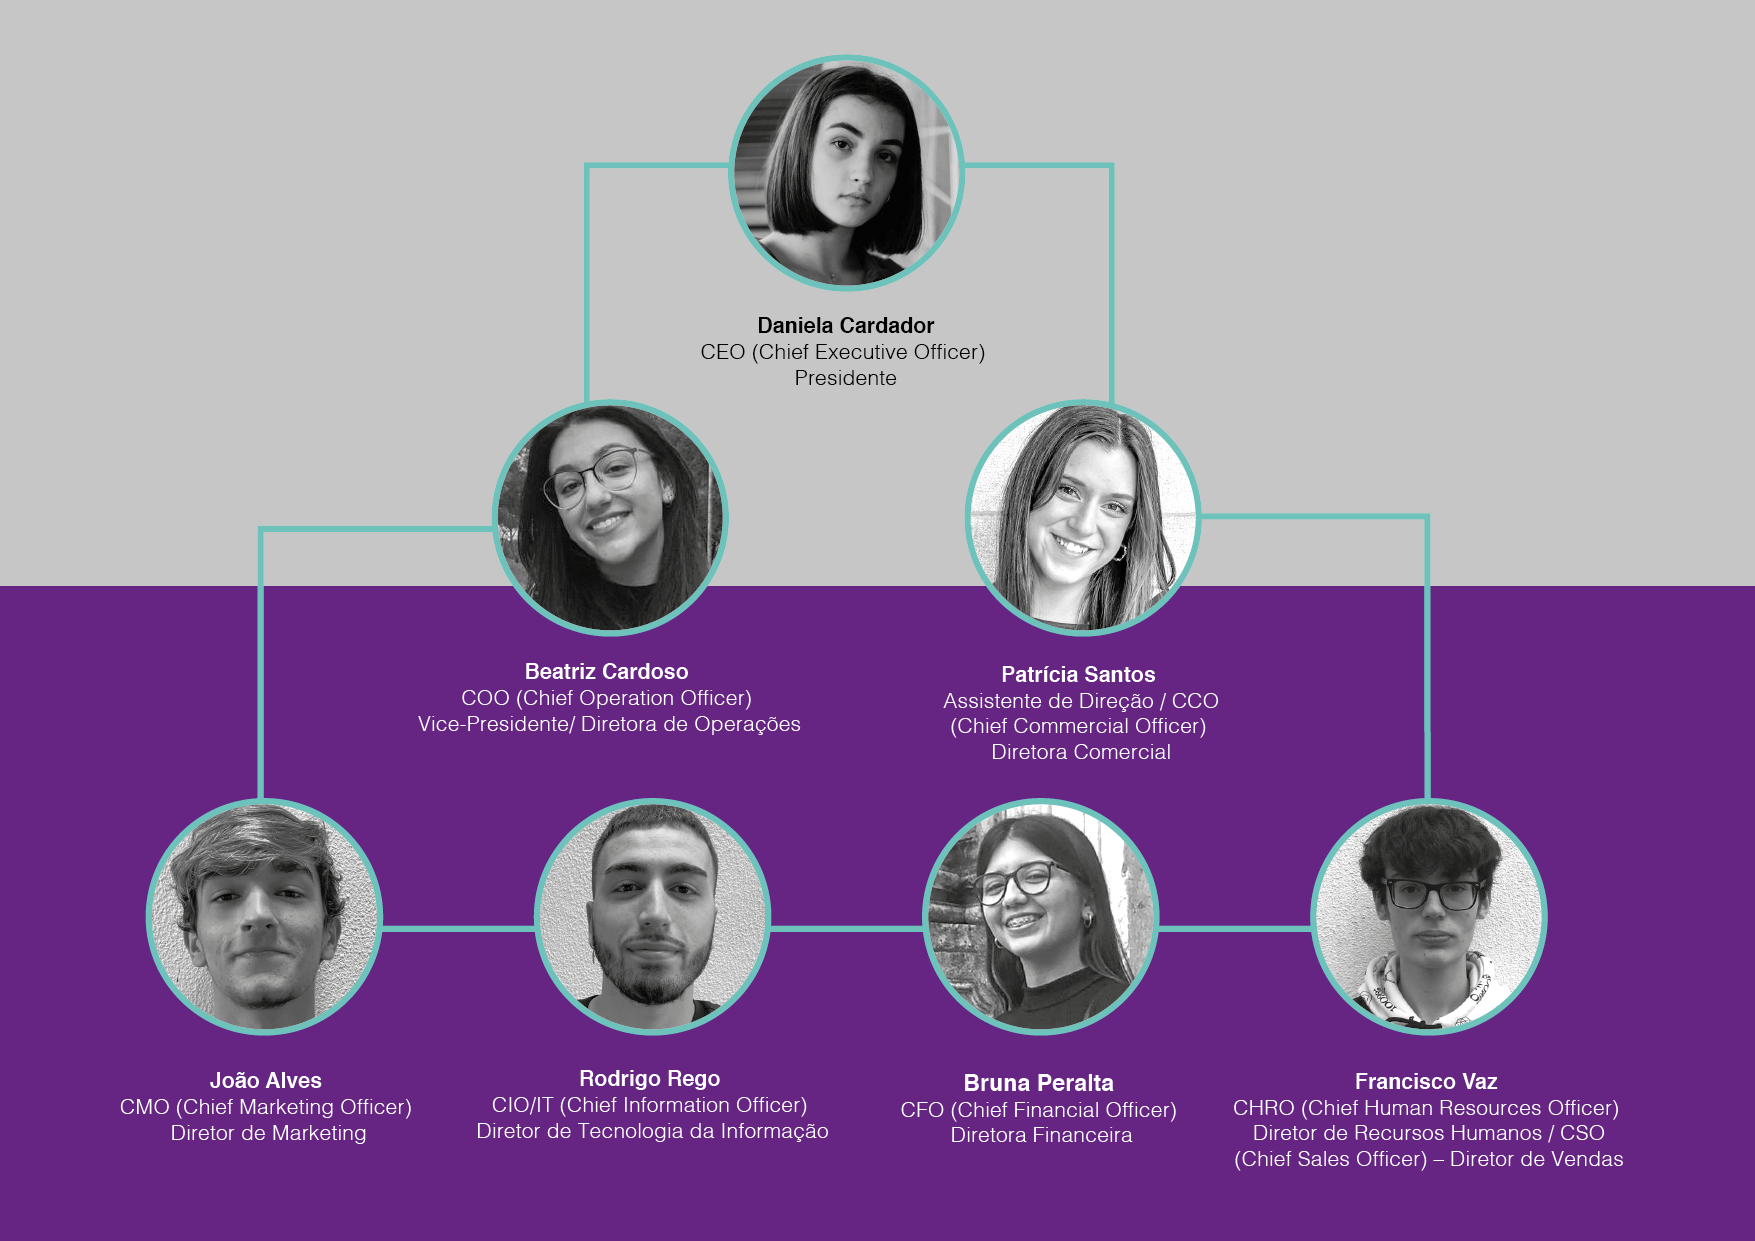 Daniela Cardador
CEO (Chief Executive Officer)
Presidente
Beatriz Cardoso
COO (Chief Operation Officer)
Vice-Presidente/ Diretora de Operações
Patrícia Santos
Assistente de Direção / CCO
(Chief Commercial Officer)
Diretora Comercial
João Alves
CMO (Chief Marketing Officer)
Diretor de Marketing
Rodrigo Rego
CIO/IT (Chief Information Officer)
Diretor de Tecnologia da Informação
Bruna Peralta
CFO (Chief Financial Officer)
Diretora Financeira
Francisco Vaz
CHRO (Chief Human Resources Officer)
Diretor de Recursos Humanos / CSO
(Chief Sales Officer) – Diretor de Vendas